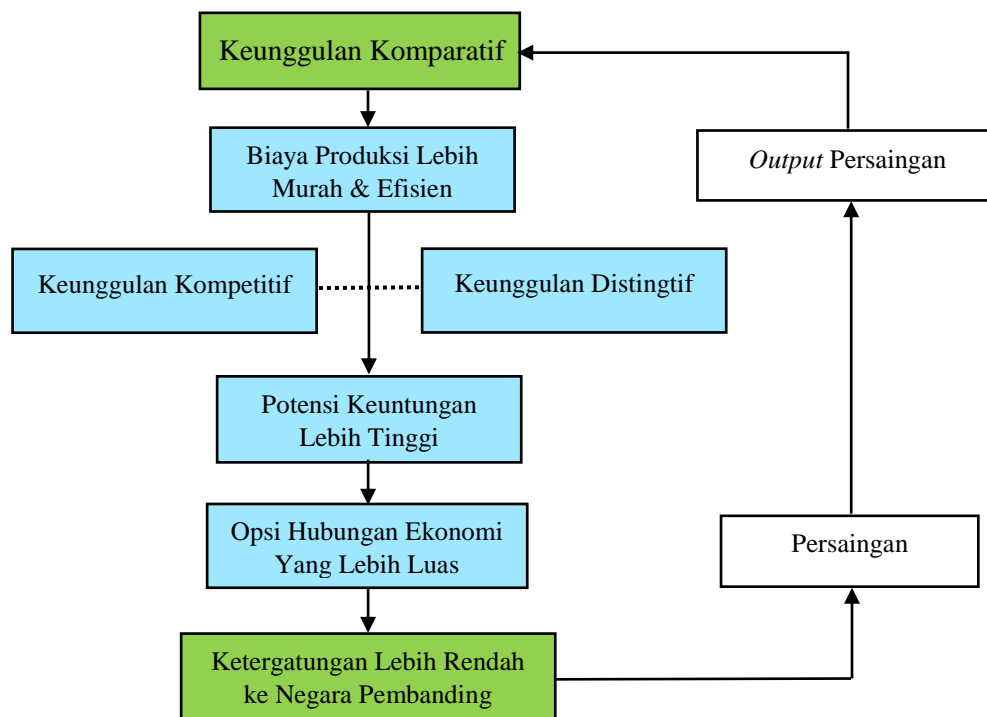 Keunggulan Komparatif
Biaya Produksi Lebih
Murah & Efisien
Output Persaingan
Keunggulan Kompetitif
Keunggulan Distingtif
Potensi Keuntungan
Lebih Tinggi
Opsi Hubungan Ekonomi
Yang Lebih Luas
Persaingan
Ketergatungan Lebih Rendah
ke Negara Pembanding